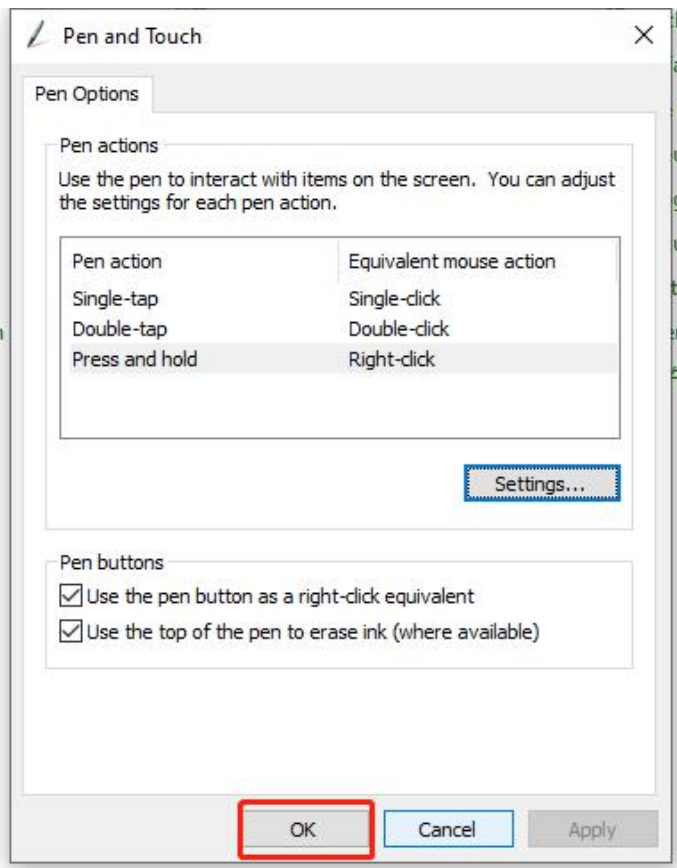 Pen and Touch
Pen Options
Pen actions
Use the pen to interact with items on the screen.  You can adjust
the settings for each pen action.
Pen action Equivalent mouse action
Single-tap Single-click
Double-tap Double-click
Press and hold Right-click
Settings...
Pen buttons
Use the pen button as a right-click equivalent
Use the top of the pen to erase ink (where available)
OK Cancel Apply